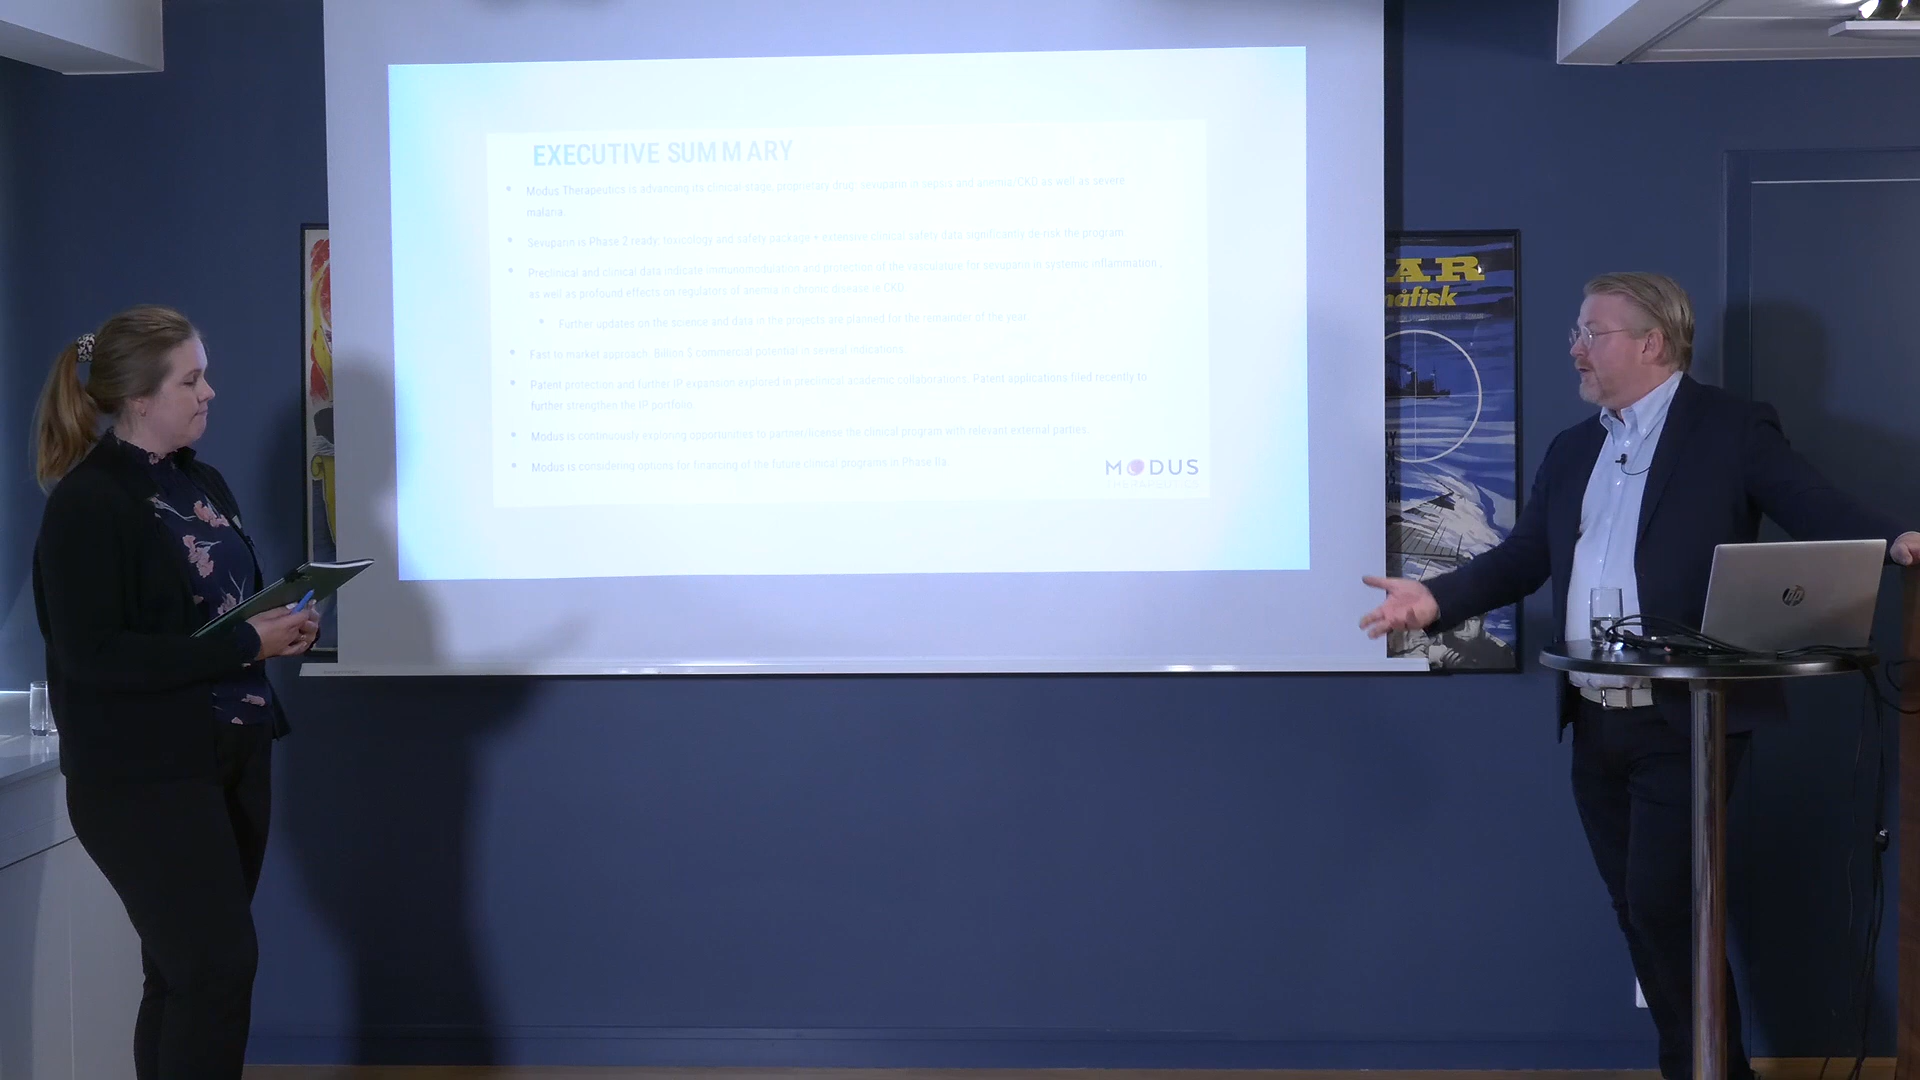 EXECUTIVE SUMMARY
• Modus Therapeutics is advancing its clinical stage, proprietary drug, sevuparin in sepsis and anemia/CKD as well as severe
malaria.
• Sevuparin is Phase 2 ready: toxicology and safety package + extensive clinical safety data significantly de-risk the program
• Preclinical and clinical data indicate immunomodulation and protection of the vasculature for sevuparin in systemic inflammation,
as well as profound effects on regulators of anemia in chronic disease in CKD
• Further updates on the science and data in the projects are planned for the remainder of the year.
• Fast to market approach. Billion $ commercial potential in several indications
• Patent protection and further IP expansion explored in preclinical academic collaborations. Patent applications filed recently to
further strengthen the IP portfolio.
• Modus is continuously exploring opportunities to partner/license the clinical program with relevant external parties.
• Modus is considering options for financing of the future clinical programs in Phase IIa
MODUS
THERAPEUTICS
AR
afisk
hp